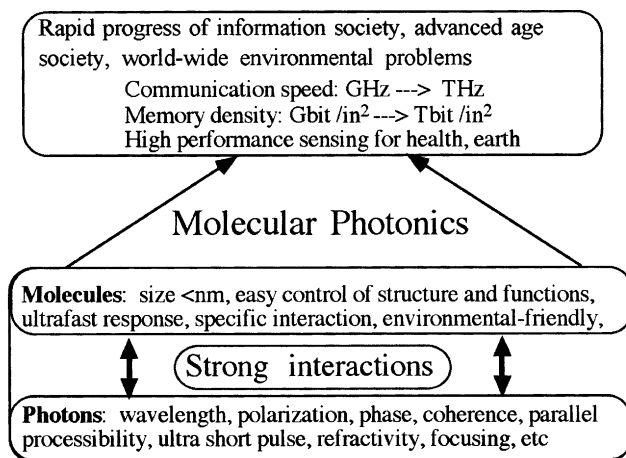 Rapid progress of information society, advanced age
society, world-wide environmental problems
Communication speed: GHz ---> THz
Memory density: Gbit /in² ---> Tbit /in²
High performance sensing for health, earth
Molecular Photonics
Molecules: size <nm, easy control of structure and functions,
ultrafast response, specific interaction, environmental-friendly,
Strong interactions
Photons: wavelength, polarization, phase, coherence, parallel
processibility, ultra short pulse, refractivity, focusing, etc